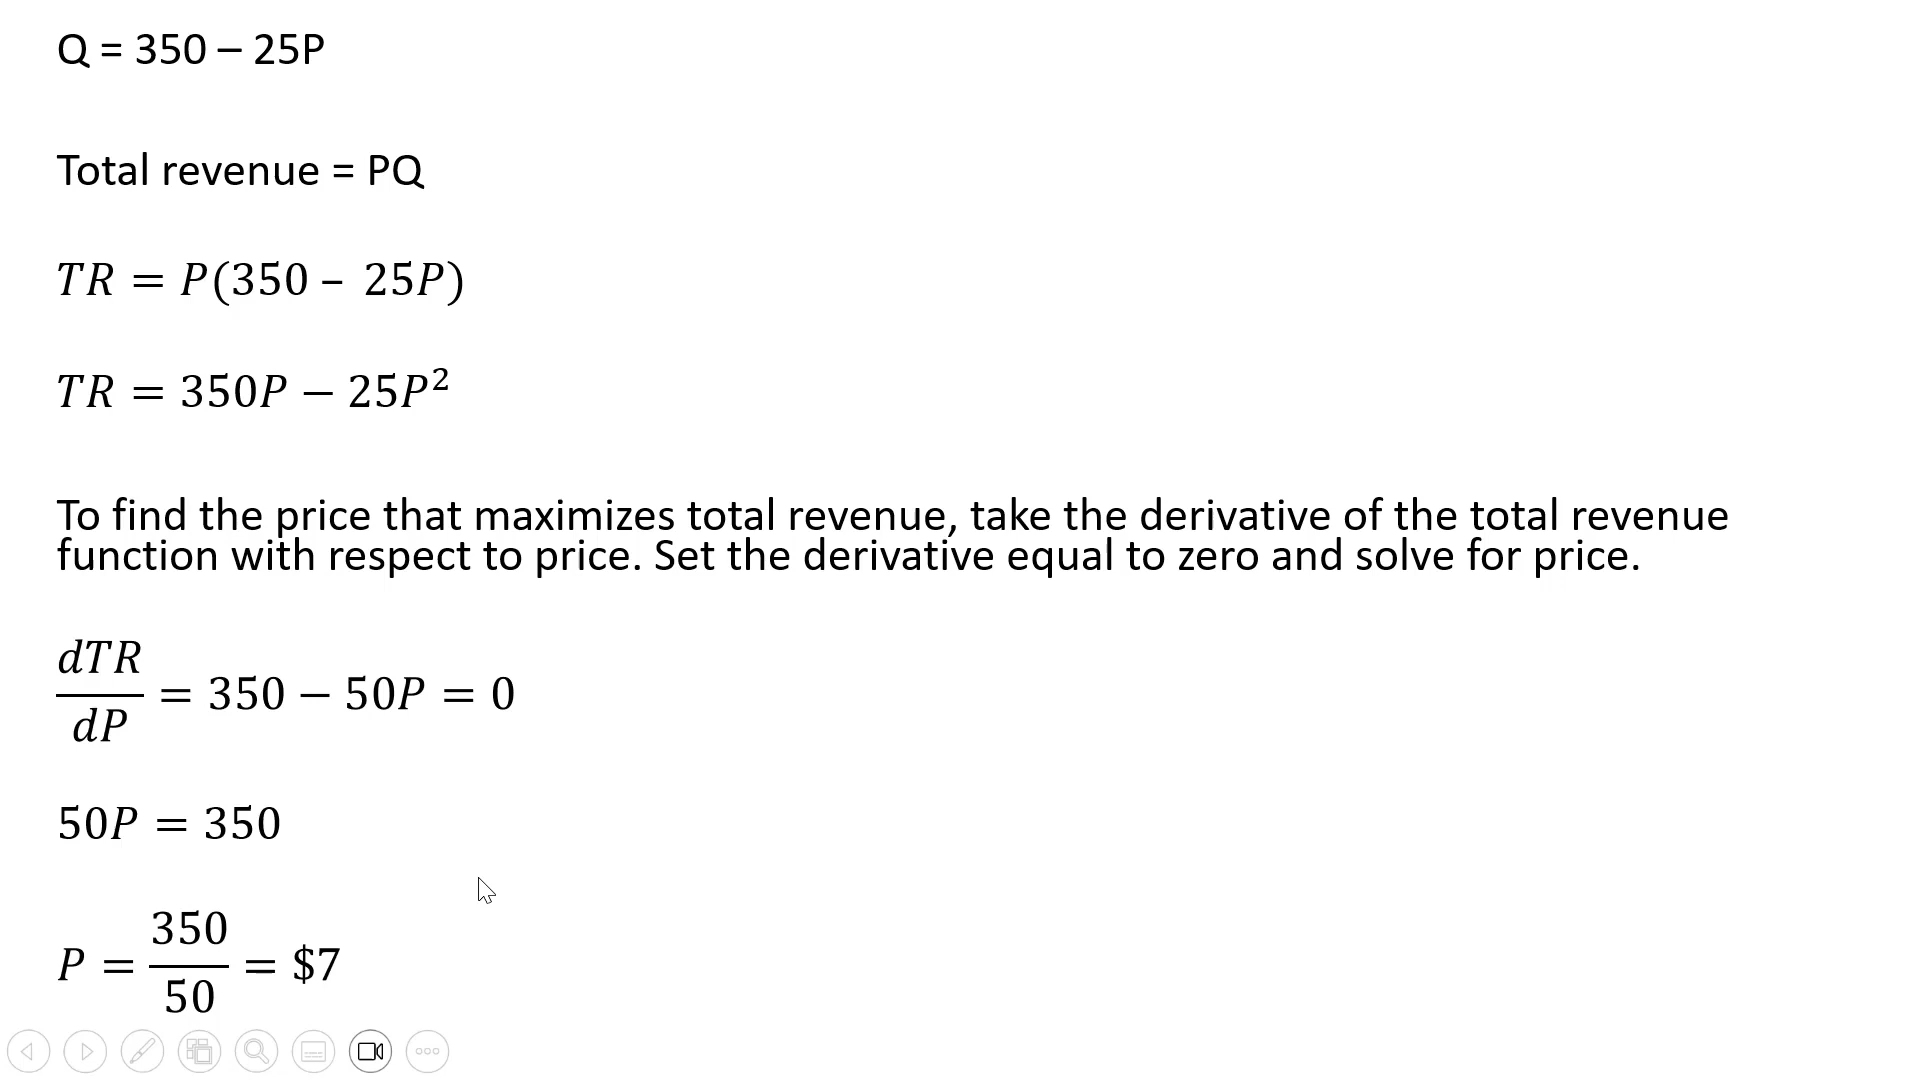 Q = 350 – 25P
Total revenue = PQ
TR = P(350 – 25P)
TR = 350P − 25P²
To find the price that maximizes total revenue, take the derivative of the total revenue
function with respect to price. Set the derivative equal to zero and solve for price.
dTR/dP = 350 − 50P = 0
50P = 350
P = 350/50 = $7